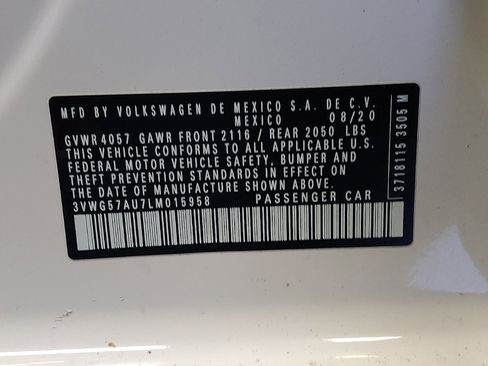 MFD BY VOLKSWAGEN DE MEXICO S.A. DE C.V.
MEXICO 08/20
GVWR 4057 GAWR FRONT 2116 / REAR 2050 LBS
THIS VEHICLE CONFORMS TO ALL APPLICABLE U.S.
FEDERAL MOTOR VEHICLE SAFETY, BUMPER AND
THEFT PREVENTION STANDARDS IN EFFECT ON
THE DATE OF MANUFACTURE SHOWN ABOVE.
3VWG57AU7LM015958 PASSENGER CAR
3718115 3505 M